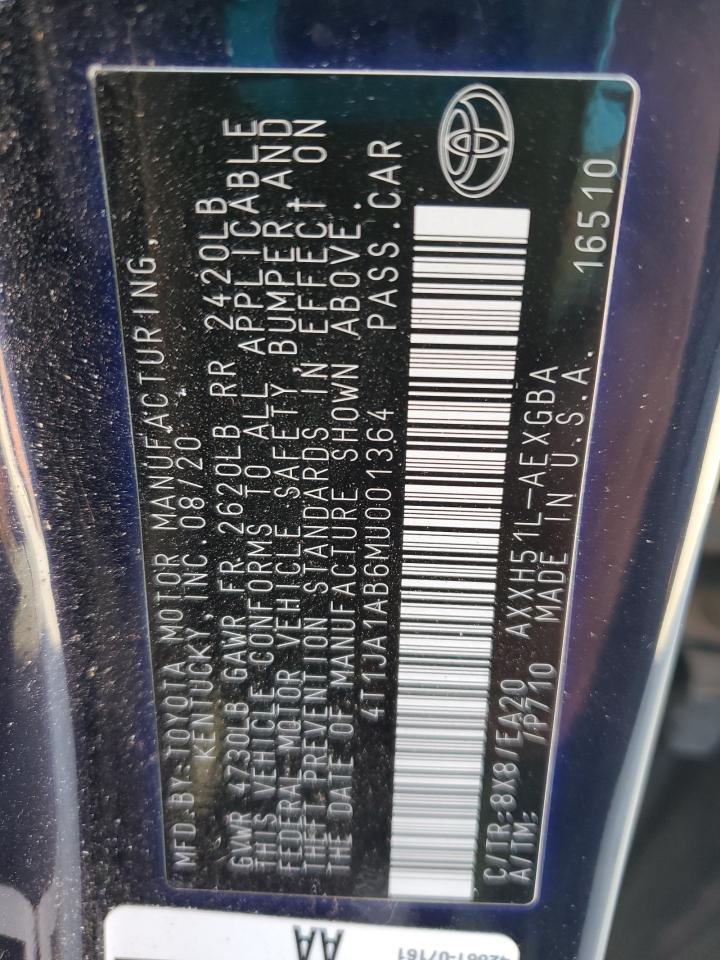 MFD.BY:TOYOTA MOTOR MANUFACTURING,
KENTUCKY, INC.08/20
GVWR 4730LB GAWR FR 2620LB RR 2420LB
THIS VEHICLE CONFORMS TO ALL APPLICABLE
FEDERAL MOTOR VEHICLE SAFETY,BUMPER,AND
THEFT PREVENTION STANDARDS IN EFFECT ON
THE DATE OF MANUFACTURE SHOWN ABOVE.
4T1JA1AB6MU001364 PASS.CAR
C/TR:8X8/EA20 AXXH51L-AEXGBA
A/TM: /P710 MADE IN U.S.A. 16510
AA
42661-07161